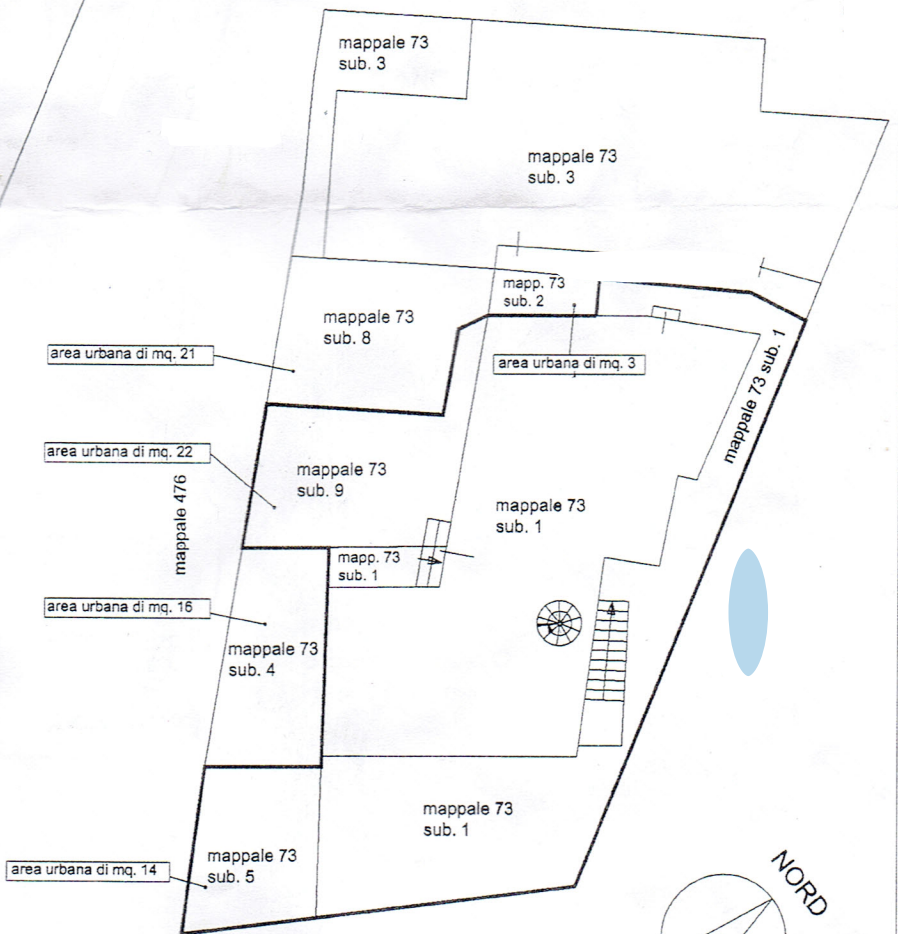 mappale 73
sub. 3
mappale 73
sub. 3
mapp. 73
sub. 2
mappale 73
sub. 8
area urbana di mq. 21
area urbana di mq. 3
mappale 73 sub. 1
area urbana di mq. 22
mappale 476
mappale 73
sub. 9
mappale 73
sub. 1
mapp. 73
sub. 1
area urbana di mq. 16
mappale 73
sub. 4
mappale 73
sub. 1
mappale 73
sub. 5
area urbana di mq. 14
NORD